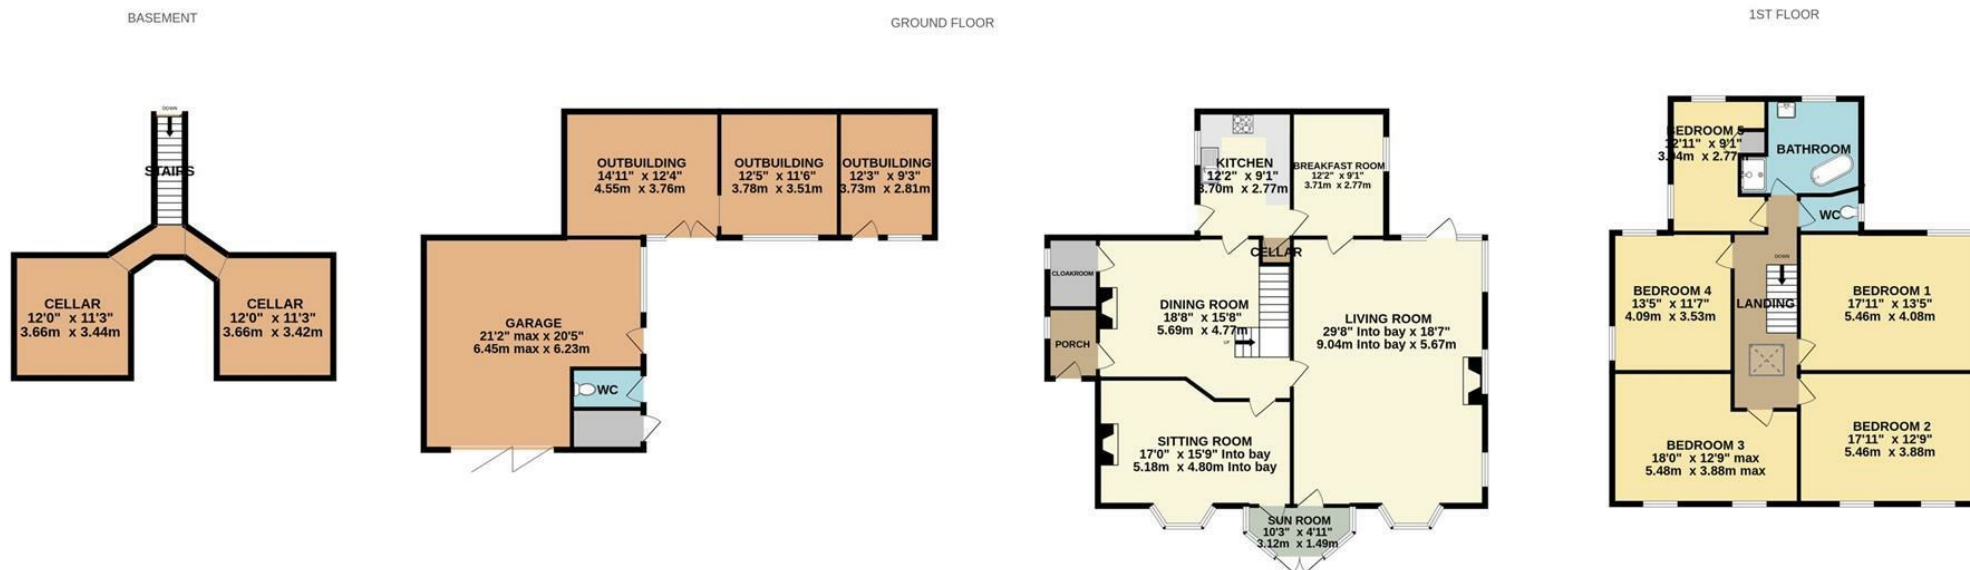 BASEMENT
GROUND FLOOR
1ST FLOOR
DOWN
STAIRS
CELLAR
12'0" x 11'3"
3.66m x 3.44m
CELLAR
12'0" x 11'3"
3.66m x 3.42m
OUTBUILDING
14'11" x 12'4"
4.55m x 3.76m
OUTBUILDING
12'5" x 11'6"
3.78m x 3.51m
OUTBUILDING
12'3" x 9'3"
3.73m x 2.81m
GARAGE
21'2" max x 20'5"
6.45m max x 6.23m
WC
KITCHEN
12'2" x 9'1"
3.70m x 2.77m
BREAKFAST ROOM
12'2" x 9'1"
3.71m x 2.77m
CELLAR
CLOAKROOM
PORCH
DINING ROOM
18'8" x 15'8"
5.69m x 4.77m
UP
LIVING ROOM
29'8" Into bay x 18'7"
9.04m Into bay x 5.67m
SITTING ROOM
17'0" x 15'9" Into bay
5.18m x 4.80m Into bay
SUN ROOM
10'3" x 4'11"
3.12m x 1.49m
BEDROOM 5
12'11" x 9'1"
3.94m x 2.77m
BATHROOM
WC
BEDROOM 4
13'5" x 11'7"
4.09m x 3.53m
DOWN
LANDING
BEDROOM 1
17'11" x 13'5"
5.46m x 4.08m
BEDROOM 3
18'0" x 12'9" max
5.48m x 3.88m max
BEDROOM 2
17'11" x 12'9"
5.46m x 3.88m